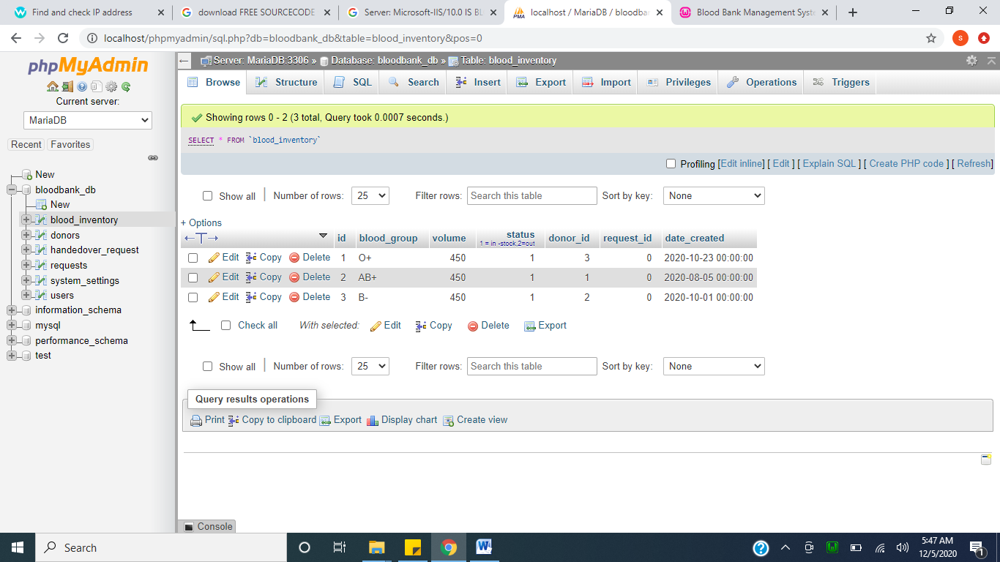 Find and check IP address
download FREE SOURCECODE
Server: Microsoft-IIS/10.0 IS BL
localhost / MariaDB / bloodban
Blood Bank Management Syste
localhost/phpmyadmin/sql.php?db=bloodbank_db&table=blood_inventory&pos=0
S
phpMyAdmin
Current server:
MariaDB
Recent Favorites
New
bloodbank_db
New
blood_inventory
donors
handedover_request
requests
system_settings
users
information_schema
mysql
performance_schema
test
Server: MariaDB:3306 » Database: bloodbank_db » Table: blood_inventory
Browse Structure SQL Search Insert Export Import Privileges Operations Triggers
Showing rows 0 - 2 (3 total, Query took 0.0007 seconds.)
SELECT * FROM `blood_inventory`
Profiling [Edit inline] [ Edit ] [ Explain SQL ] [ Create PHP code ] [ Refresh]
Show all Number of rows: 25 Filter rows: Search this table Sort by key: None
+ Options
←T→ id blood_group volume status donor_id request_id date_created
1 = in -stock,2=out
Edit Copy Delete 1 O+ 450 1 3 0 2020-10-23 00:00:00
Edit Copy Delete 2 AB+ 450 1 1 0 2020-08-05 00:00:00
Edit Copy Delete 3 B- 450 1 2 0 2020-10-01 00:00:00
Check all With selected: Edit Copy Delete Export
Show all Number of rows: 25 Filter rows: Search this table Sort by key: None
Query results operations
Print Copy to clipboard Export Display chart Create view
Console
Search
5:47 AM
12/5/2020
1